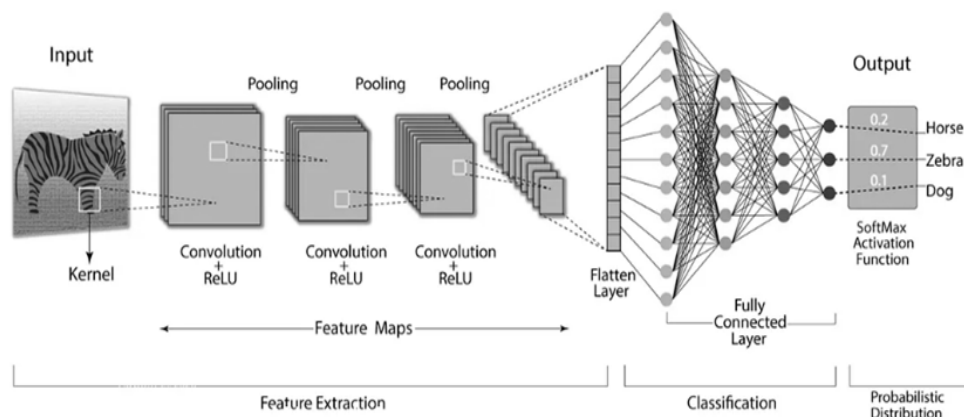 Input
Pooling
Pooling
Pooling
Output
0.2
Horse
0.7
Zebra
0.1
Dog
Kernel
Convolution
+
ReLU
Convolution
+
ReLU
Convolution
+
ReLU
Flatten
Layer
SoftMax
Activation
Function
Feature Maps
Fully
Connected
Layer
Feature Extraction
Classification
Probabilistic
Distribution